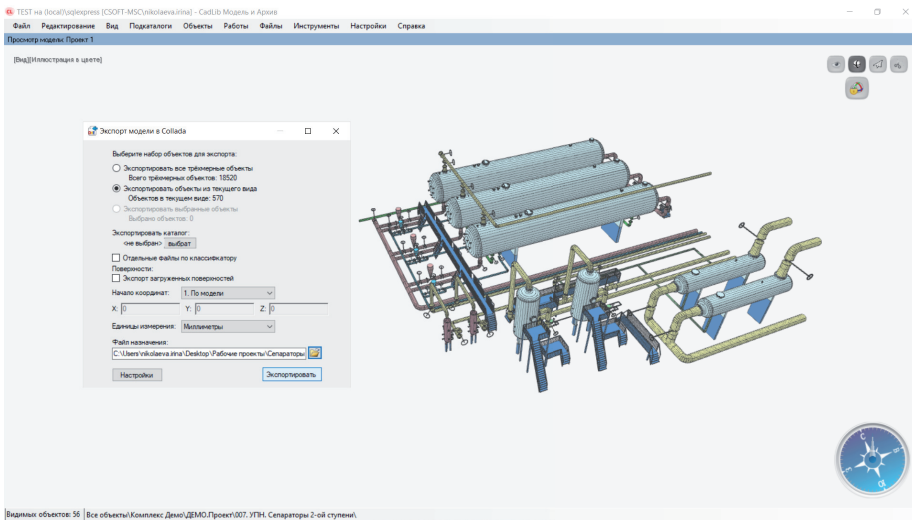 TEST на (local)\sqlexpress [CSOFT-MSC\nikolaeva.irina] - CadLib Модель и Архив
Файл Редактирование Вид Подкаталоги Объекты Работы Файлы Инструменты Настройки Справка
Просмотр модели: Проект 1
[Вид][Иллюстрация в цвете]
Экспорт модели в Collada
Выберите набор объектов для экспорта:
Экспортировать все трёхмерные объекты
Всего трёхмерных объектов: 18520
Экспортировать объекты из текущего вида
Объектов в текущем виде: 570
Экспортировать выбранные объекты
Выбрано объектов: 0
Экспортировать каталог:
<не выбран> выбрат
Отдельные файлы по классификатору
Поверхности:
Экспорт загруженных поверхностей
Начало координат: 1. По модели
X: 0 Y: 0 Z: 0
Единицы измерения: Миллиметры
Файл назначения:
C:\Users\nikolaeva.irina\Desktop\Рабочие проекты\Сепараторы
Настройки Экспортировать
С
В
Ю
Видимых объектов: 56 Все объекты\Комплекс Демо\ДЕМО.Проект\007. УПН. Сепараторы 2-ой ступени\